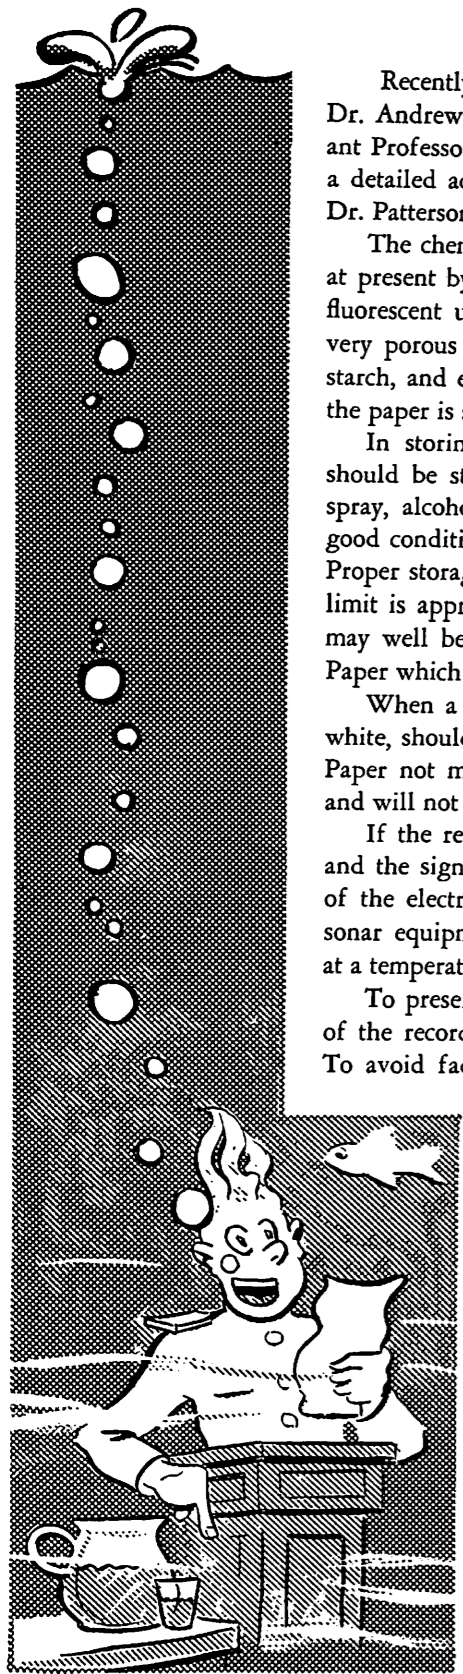 Recently
Dr. Andrew
ant Professo
a detailed a
Dr. Patterson
The cher
at present by
fluorescent u
very porous
starch, and e
the paper is
In storin
should be st
spray, alcoho
good conditi
Proper storag
limit is appr
may well be
Paper which
When a
white, should
Paper not m
and will not
If the re
and the sign
of the electr
sonar equipm
at a temperat
To prese
of the record
To avoid fad